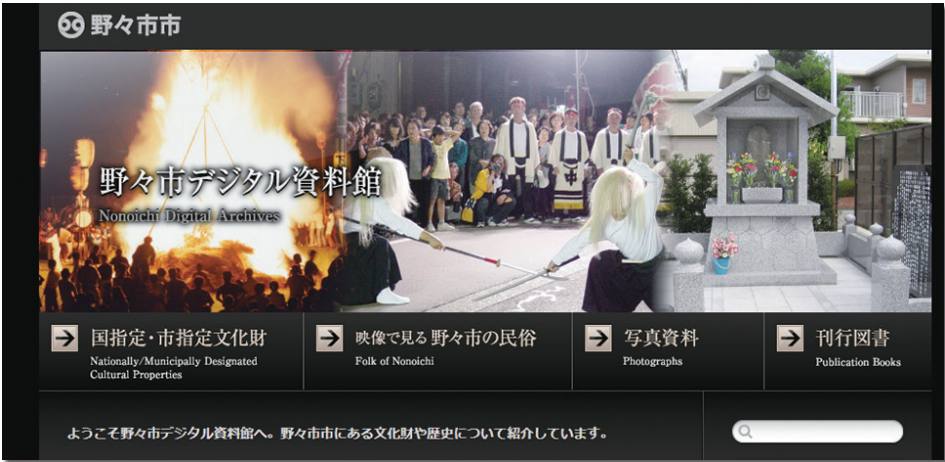 野々市市
野々市デジタル資料館
Nonoichi Digital Archives
国指定・市指定文化財
Nationally/Municipally Designated
Cultural Properties
映像で見る 野々市の民俗
Folk of Nonoichi
写真資料
Photographs
刊行図書
Publication Books
ようこそ野々市デジタル資料館へ。野々市市にある文化財や歴史について紹介しています。